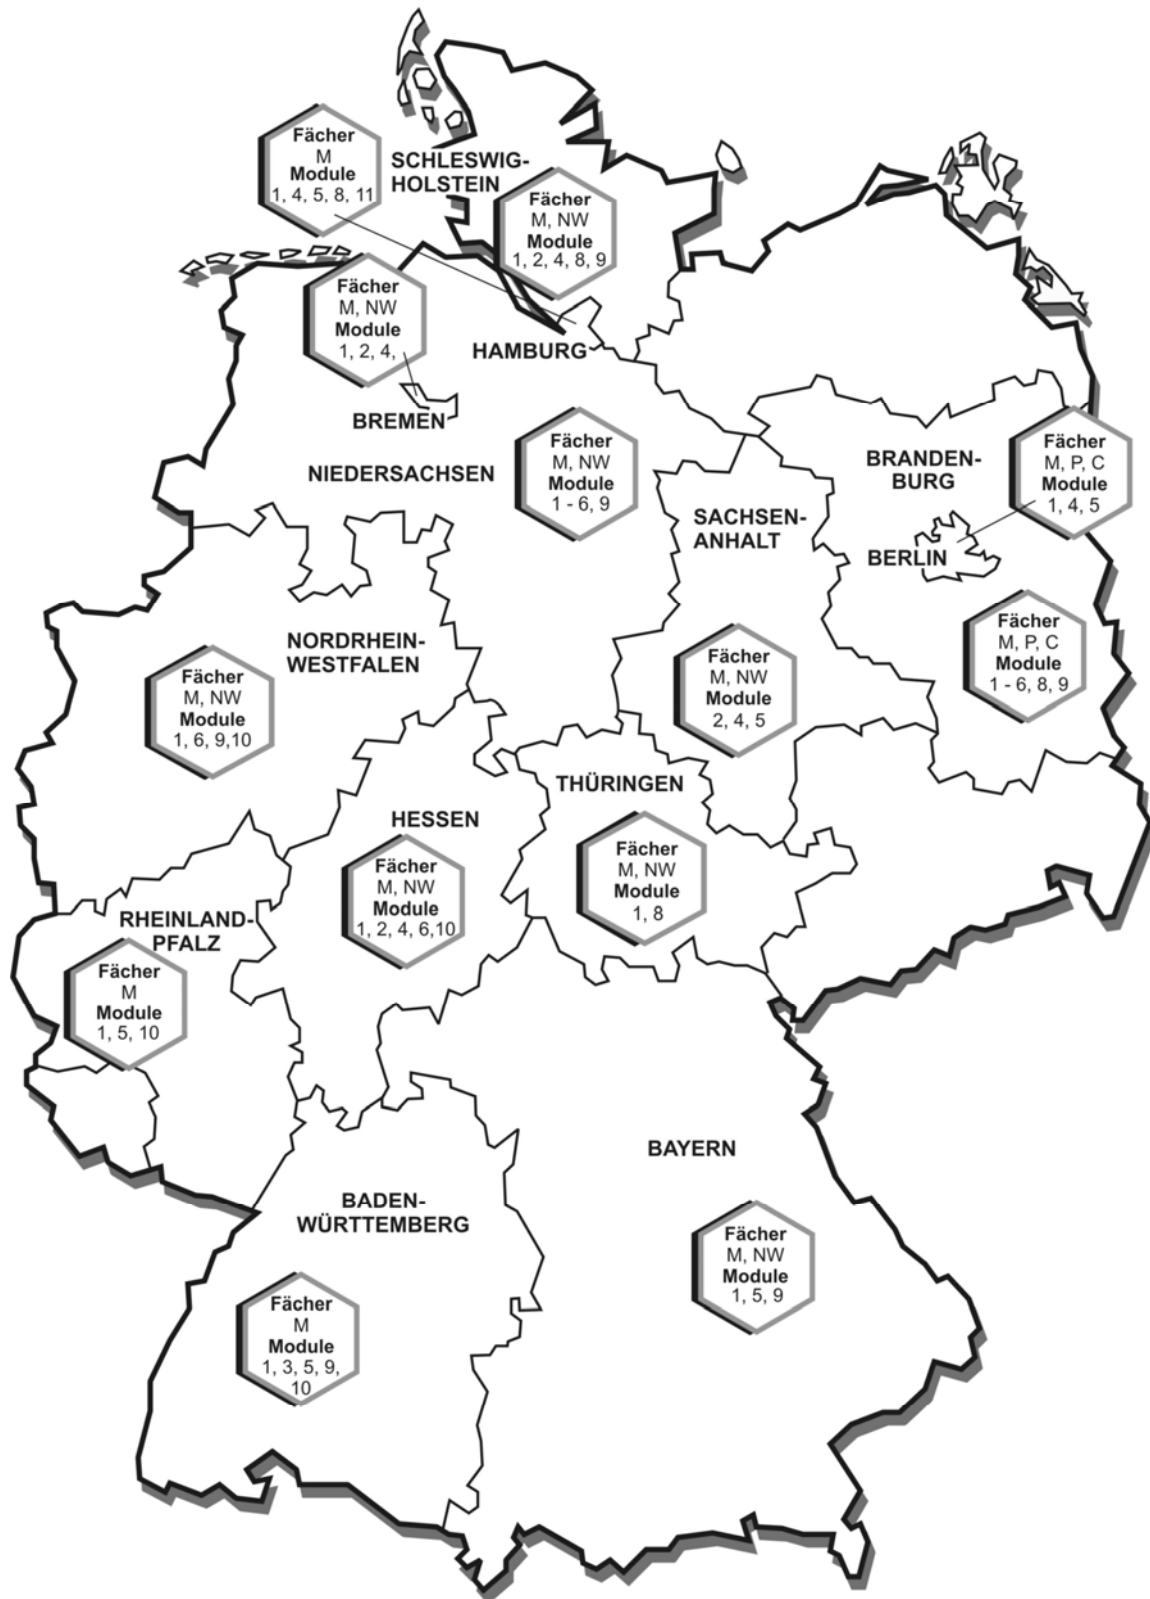 Fächer
M
Module
1, 4, 5, 8, 11
SCHLESWIG-
HOLSTEIN
Fächer
M, NW
Module
1, 2, 4, 8, 9
Fächer
M, NW
Module
1, 2, 4,
HAMBURG
BREMEN
NIEDERSACHSEN
Fächer
M, NW
Module
1 - 6, 9
SACHSEN-
ANHALT
BRANDEN-
BURG
Fächer
M, P, C
Module
1, 4, 5
BERLIN
Fächer
M, P, C
Module
1 - 6, 8, 9
NORDRHEIN-
WESTFALEN
Fächer
M, NW
Module
1, 6, 9,10
Fächer
M, NW
Module
2, 4, 5
THÜRINGEN
Fächer
M, NW
Module
1, 8
HESSEN
Fächer
M, NW
Module
1, 2, 4, 6,10
RHEINLAND-
PFALZ
Fächer
M
Module
1, 5, 10
BAYERN
Fächer
M, NW
Module
1, 5, 9
BADEN-
WÜRTTEMBERG
Fächer
M
Module
1, 3, 5, 9,
10